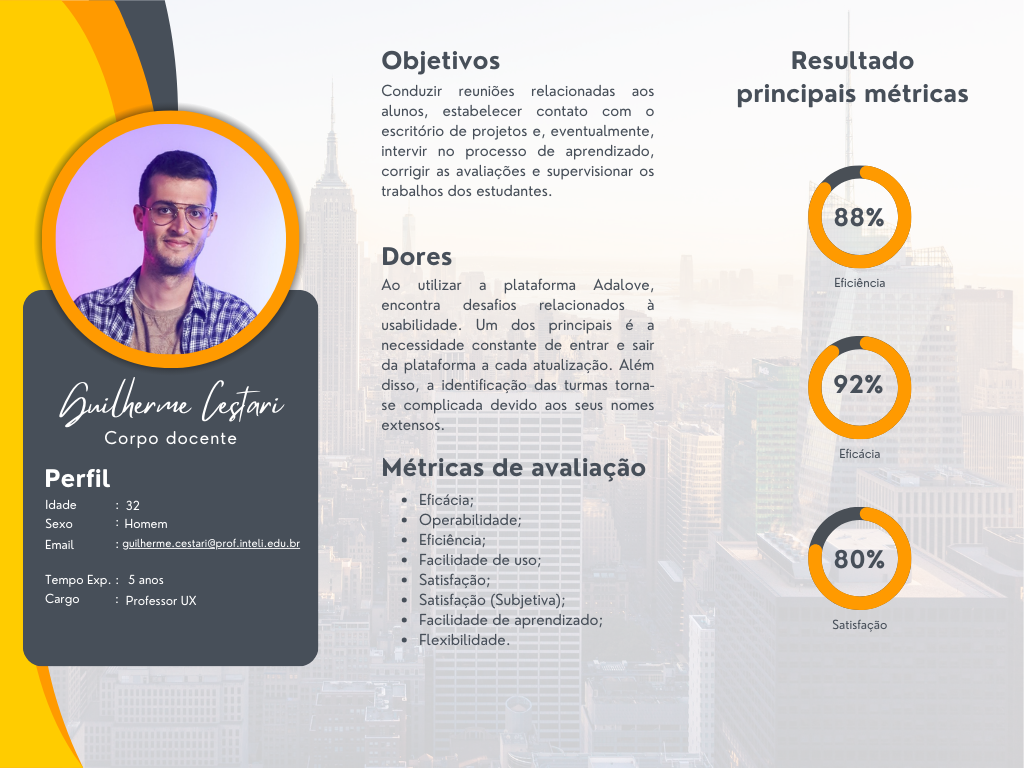 Guilherme Cestari
Corpo docente
Perfil
Idade : 32
Sexo : Homem
Email : guilherme.cestari@prof.inteli.edu.br
Tempo Exp. : 5 anos
Cargo : Professor UX
Objetivos
Conduzir reuniões relacionadas aos
alunos, estabelecer contato com o
escritório de projetos e, eventualmente,
intervir no processo de aprendizado,
corrigir as avaliações e supervisionar os
trabalhos dos estudantes.
Dores
Ao utilizar a plataforma Adalove,
encontra desafios relacionados à
usabilidade. Um dos principais é a
necessidade constante de entrar e sair
da plataforma a cada atualização. Além
disso, a identificação das turmas torna-
se complicada devido aos seus nomes
extensos.
Métricas de avaliação
• Eficácia;
• Operabilidade;
• Eficiência;
• Facilidade de uso;
• Satisfação;
• Satisfação (Subjetiva);
• Facilidade de aprendizado;
• Flexibilidade.
Resultado
principais métricas
88%
Eficiência
92%
Eficácia
80%
Satisfação